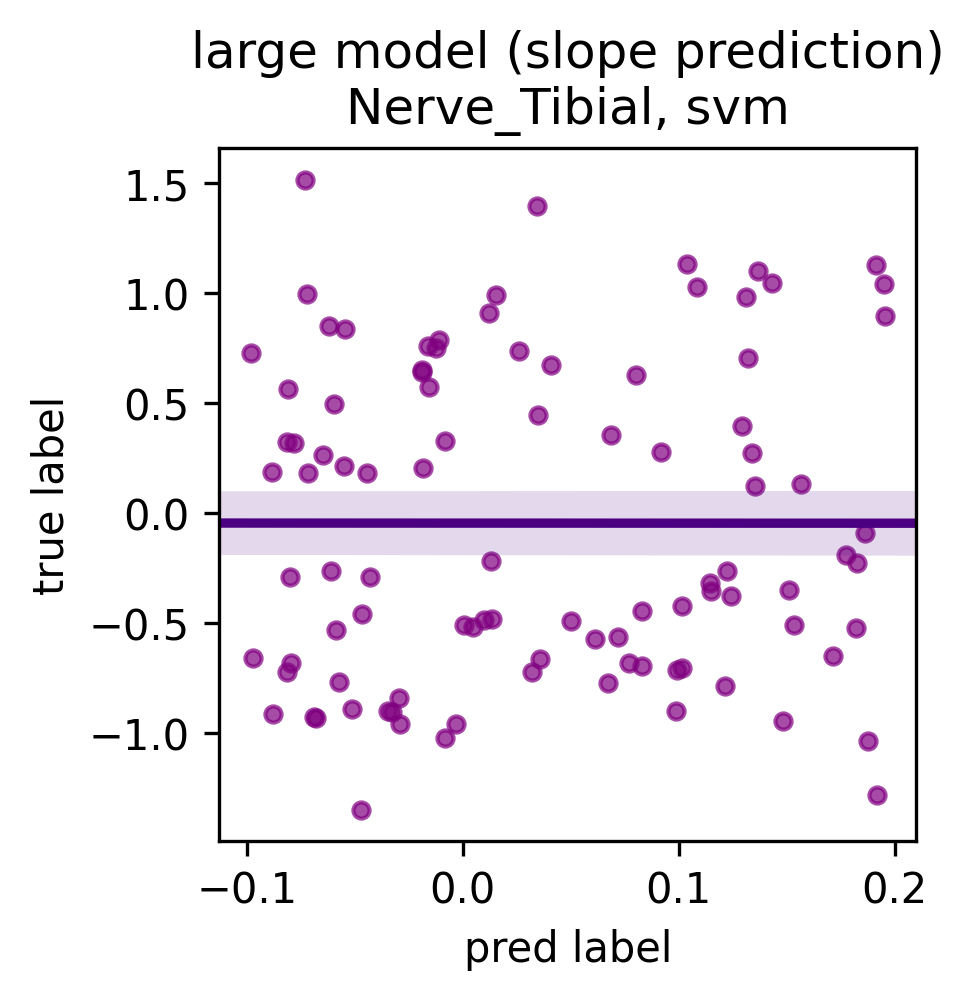 large model (slope prediction)
Nerve_Tibial, svm
1.5
1.0
0.5
0.0
−0.5
−1.0
true label
−0.1
0.0
0.1
0.2
pred label